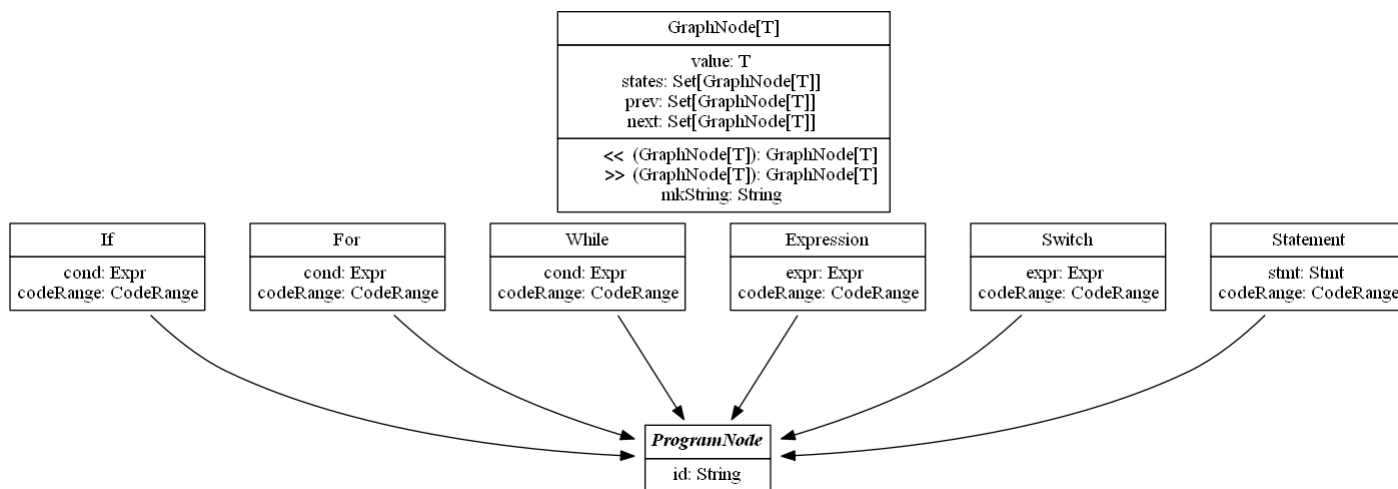 GraphNode[T]
value: T
states: Set[GraphNode[T]]
prev: Set[GraphNode[T]]
next: Set[GraphNode[T]]
<< (GraphNode[T]): GraphNode[T]
>> (GraphNode[T]): GraphNode[T]
mkString: String
If
cond: Expr
codeRange: CodeRange
For
cond: Expr
codeRange: CodeRange
While
cond: Expr
codeRange: CodeRange
Expression
expr: Expr
codeRange: CodeRange
Switch
expr: Expr
codeRange: CodeRange
Statement
stmt: Stmt
codeRange: CodeRange
ProgramNode
id: String